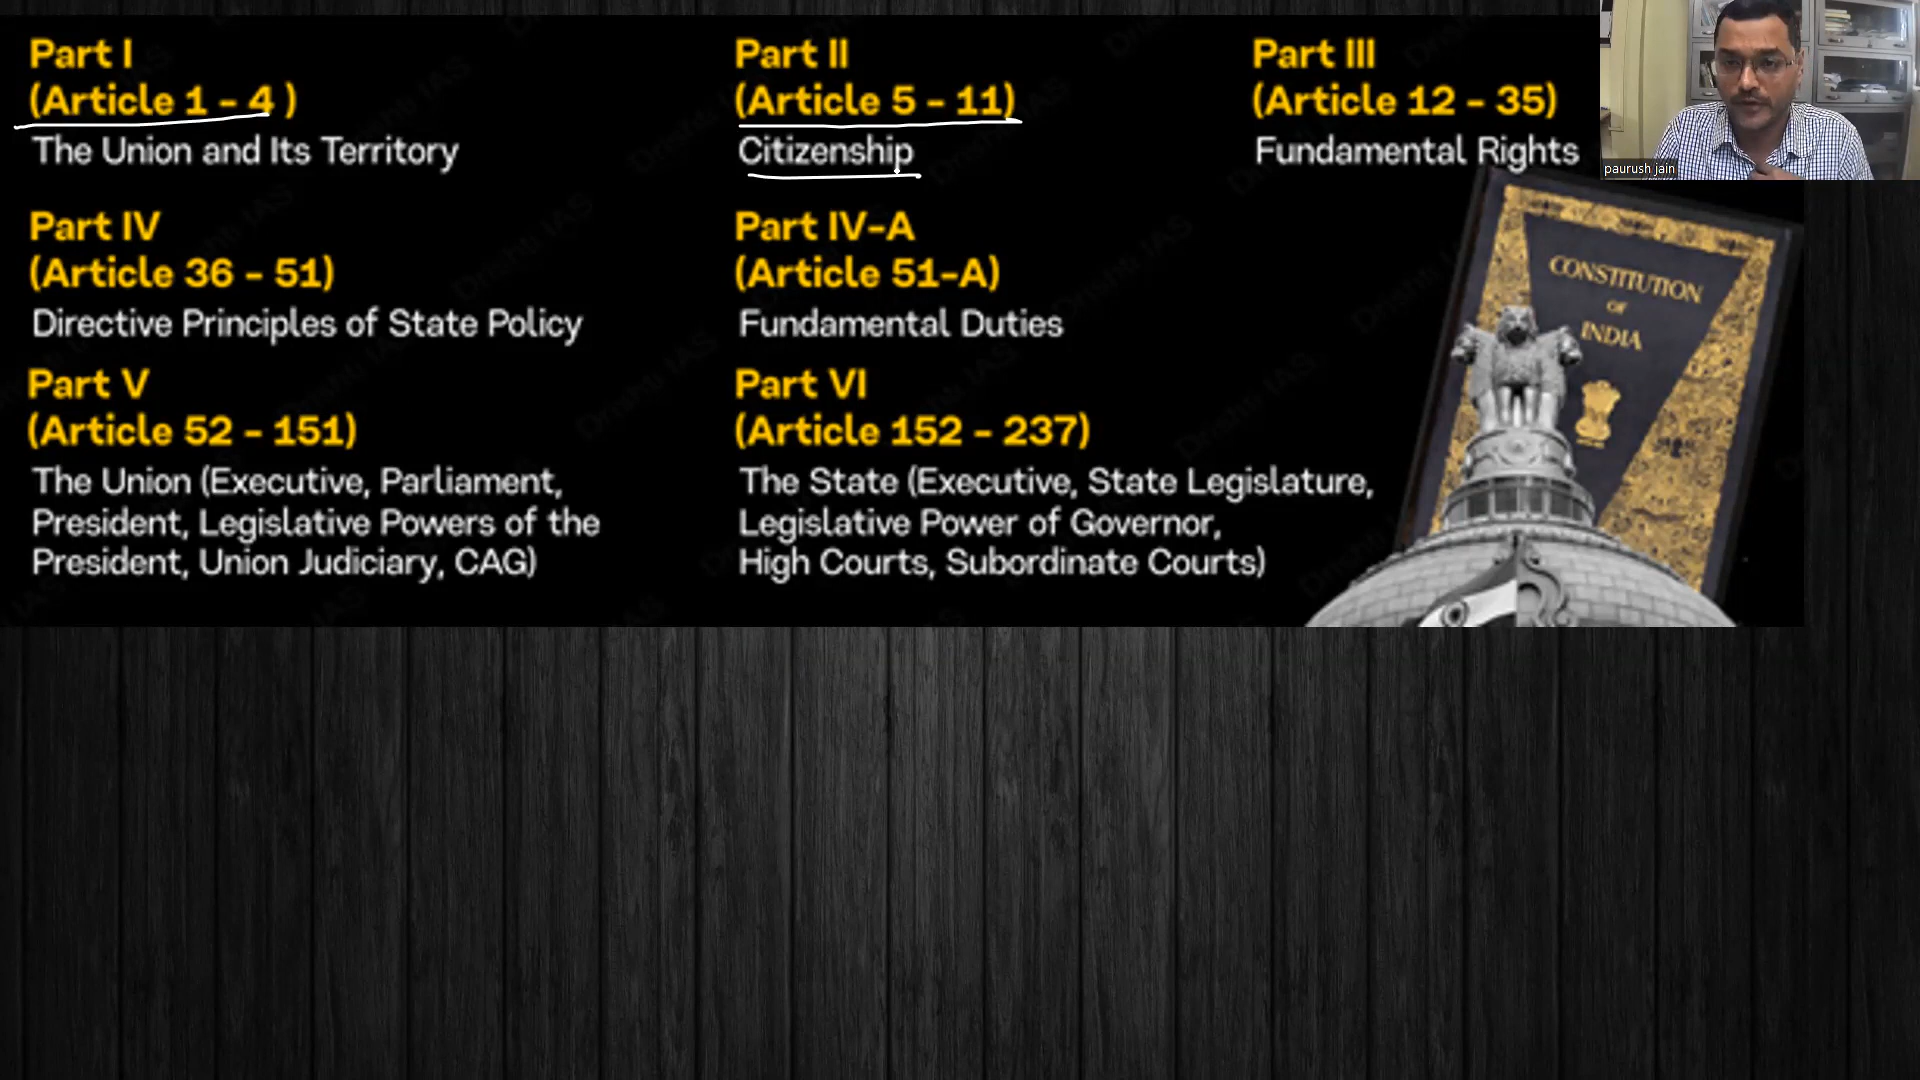 Part I
(Article 1 - 4 )
The Union and Its Territory
Part II
(Article 5 - 11)
Citizenship
Part III
(Article 12 - 35)
Fundamental Rights
Part IV
(Article 36 - 51)
Directive Principles of State Policy
Part IV-A
(Article 51-A)
Fundamental Duties
Part V
(Article 52 - 151)
The Union (Executive, Parliament,
President, Legislative Powers of the
President, Union Judiciary, CAG)
Part VI
(Article 152 - 237)
The State (Executive, State Legislature,
Legislative Power of Governor,
High Courts, Subordinate Courts)
CONSTITUTION
OF
INDIA
paurush jain
Drishti IAS